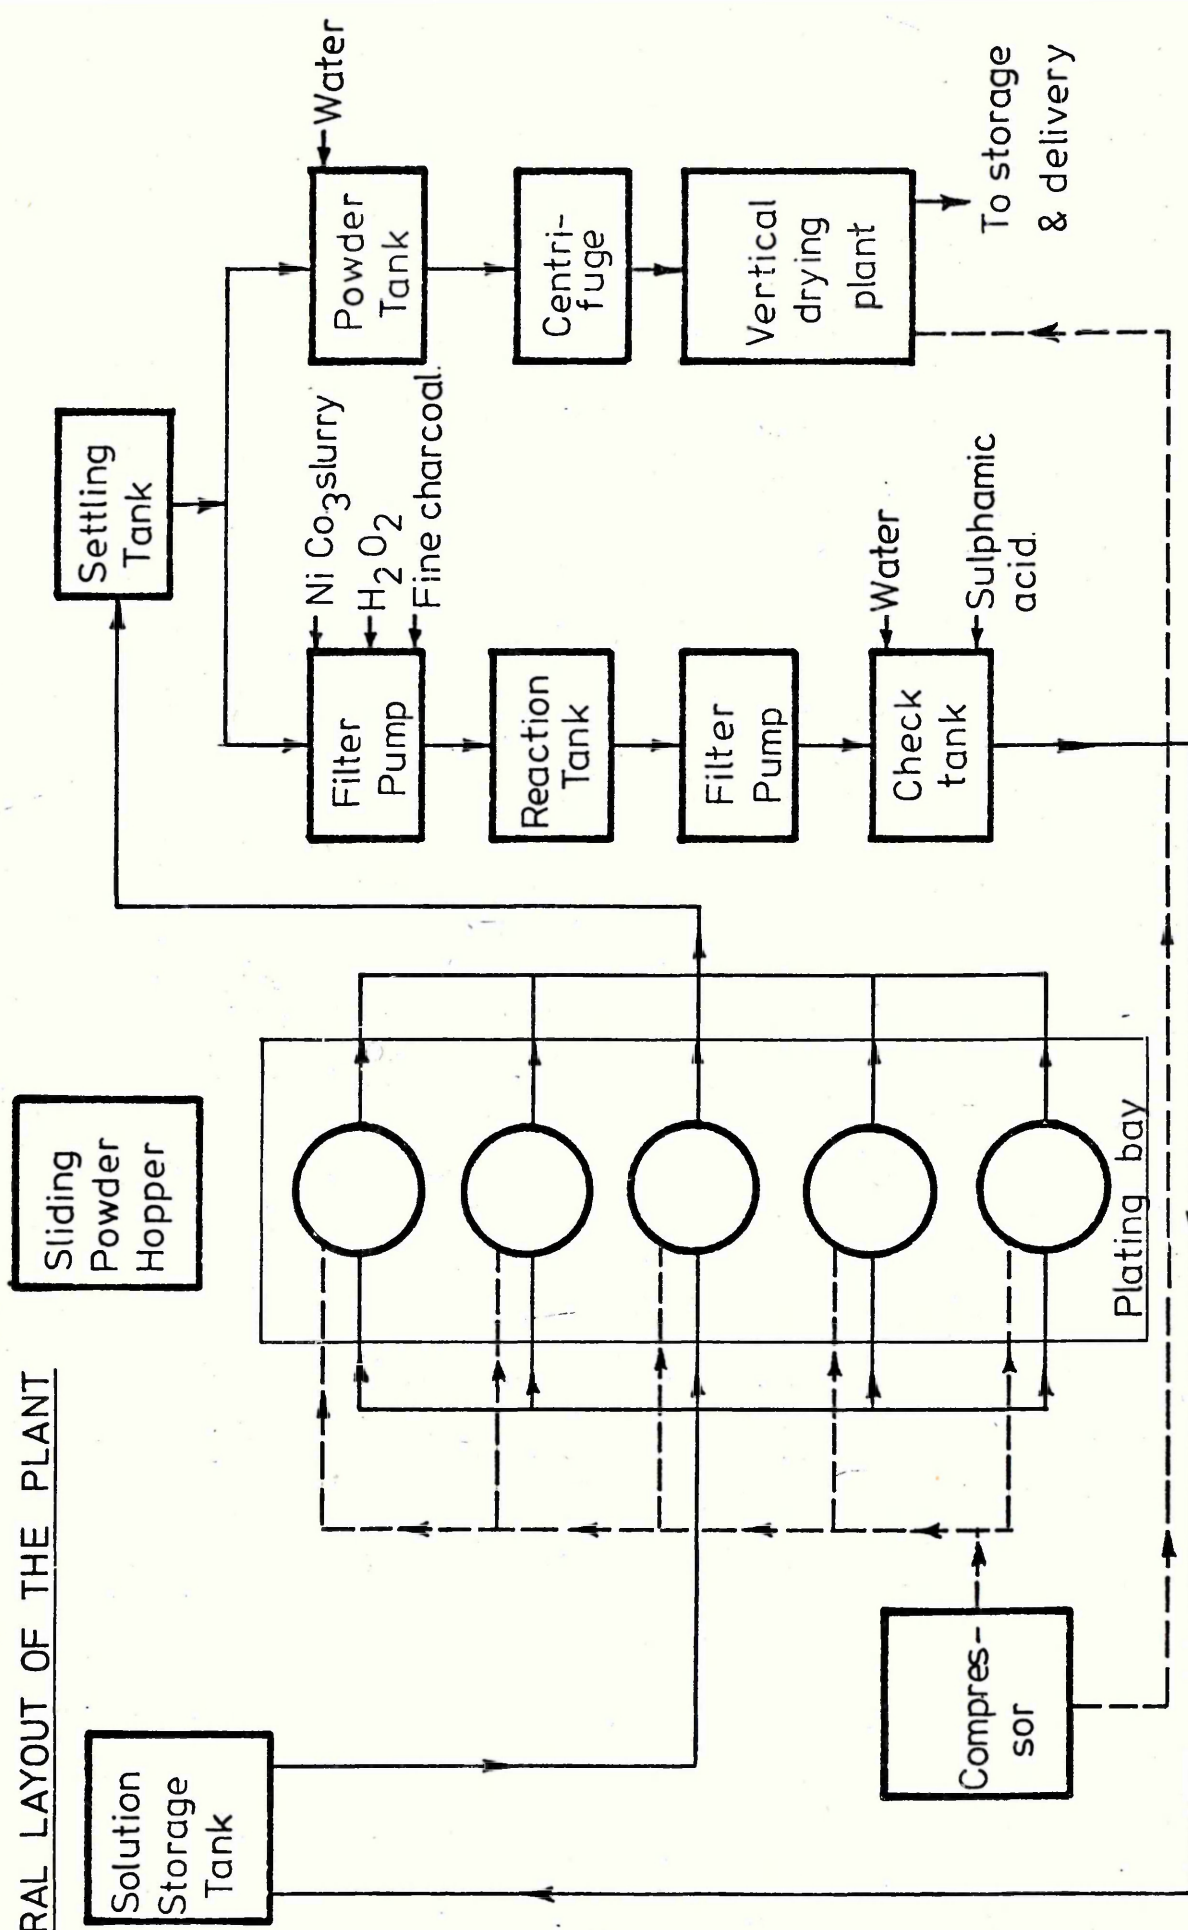 RAL LAYOUT OF THE PLANT
Solution
Storage
Tank
Sliding
Powder
Hopper
Settling
Tank
Compres-
sor
Plating bay
Ni Co3 slurry
H2O2
Fine charcoal.
Filter
Pump
Reaction
Tank
Filter
Pump
Water
Sulphamic
acid.
Check
tank
Water
Powder
Tank
Centri-
fuge
Vertical
drying
plant
To storage
& delivery